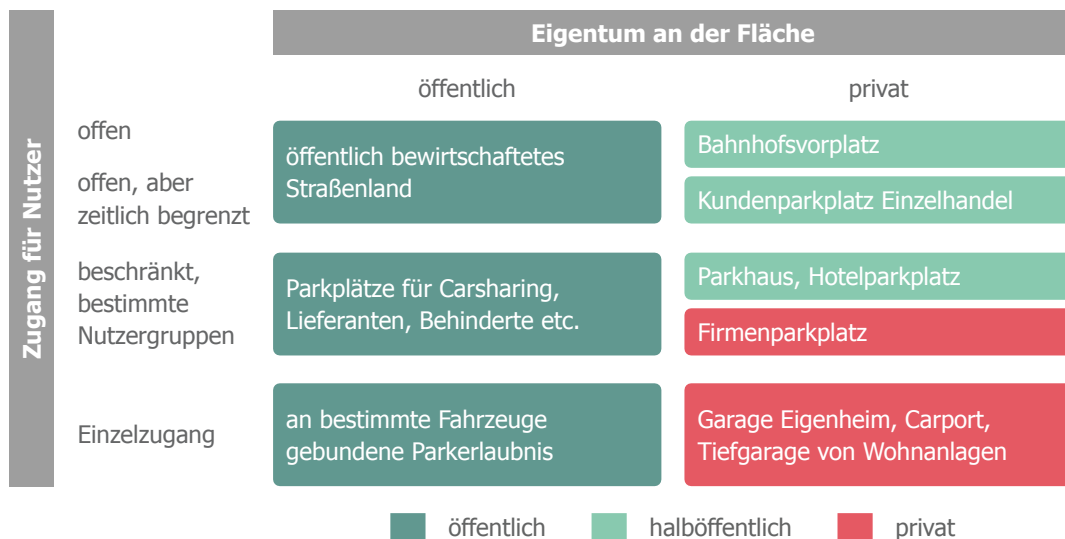 Eigentum an der Fläche
öffentlich
privat
Zugang für Nutzer
offen
offen, aber
zeitlich begrenzt
öffentlich bewirtschaftetes
Straßenland
Bahnhofsvorplatz
Kundenparkplatz Einzelhandel
beschränkt,
bestimmte
Nutzergruppen
Parkplätze für Carsharing,
Lieferanten, Behinderte etc.
Parkhaus, Hotelparkplatz
Firmenparkplatz
Einzelzugang
an bestimmte Fahrzeuge
gebundene Parkerlaubnis
Garage Eigenheim, Carport,
Tiefgarage von Wohnanlagen
öffentlich
halböffentlich
privat